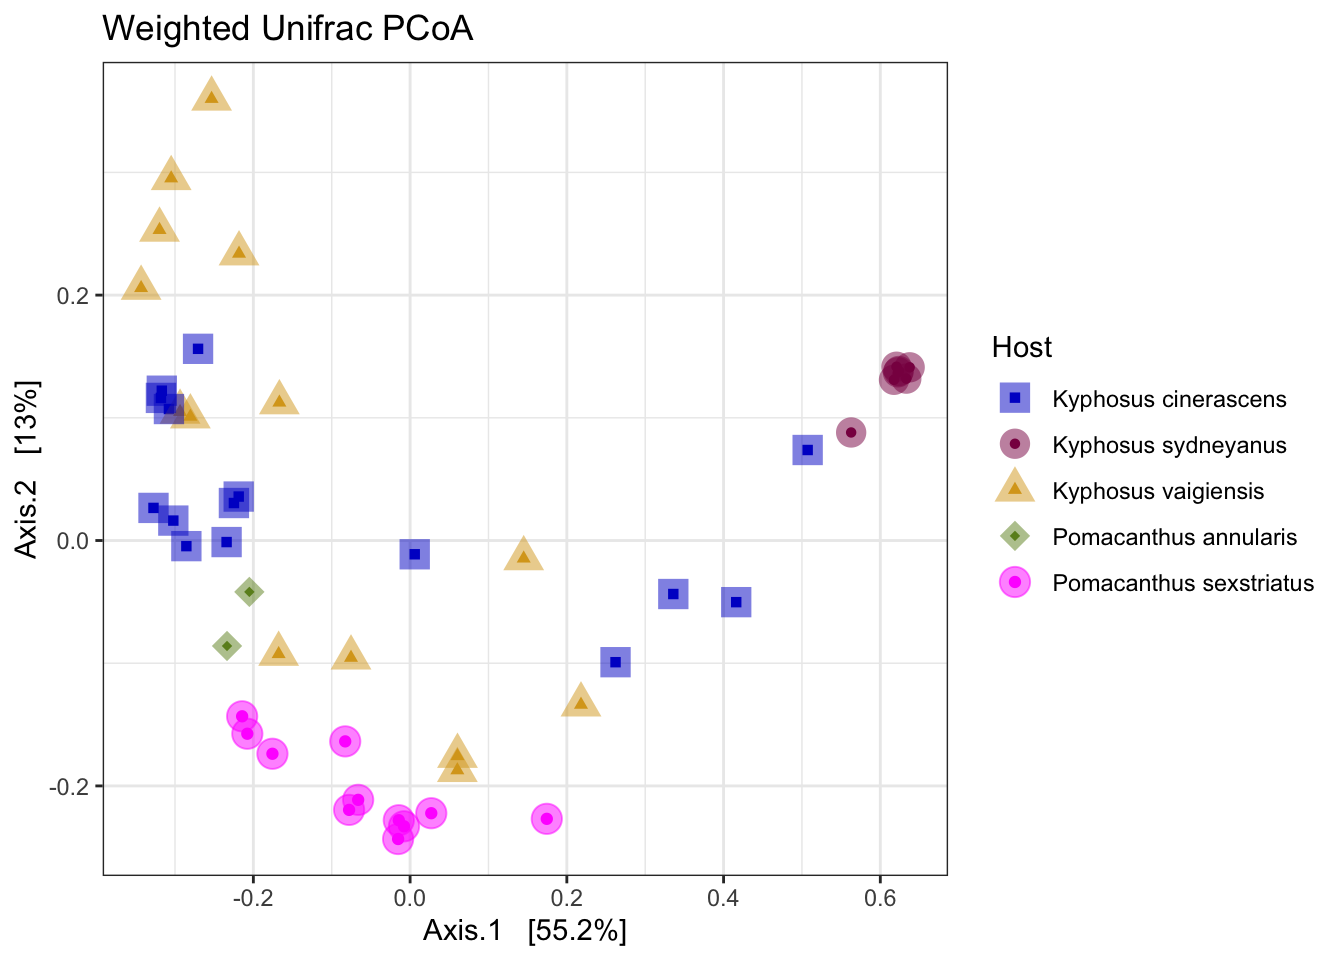 Weighted Unifrac PCoA
Axis.2 [13%]
0.2
0.0
-0.2
-0.2
0.0
0.2
0.4
0.6
Axis.1 [55.2%]
Host
Kyphosus cinerascens
Kyphosus sydneyanus
Kyphosus vaigiensis
Pomacanthus annularis
Pomacanthus sexstriatus